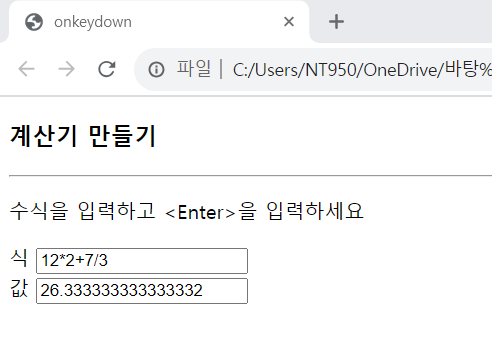 onkeydown
파일 | C:/Users/NT950/OneDrive/바탕%
계산기 만들기
수식을 입력하고 <Enter>을 입력하세요
식 12*2+7/3
값 26.333333333333332